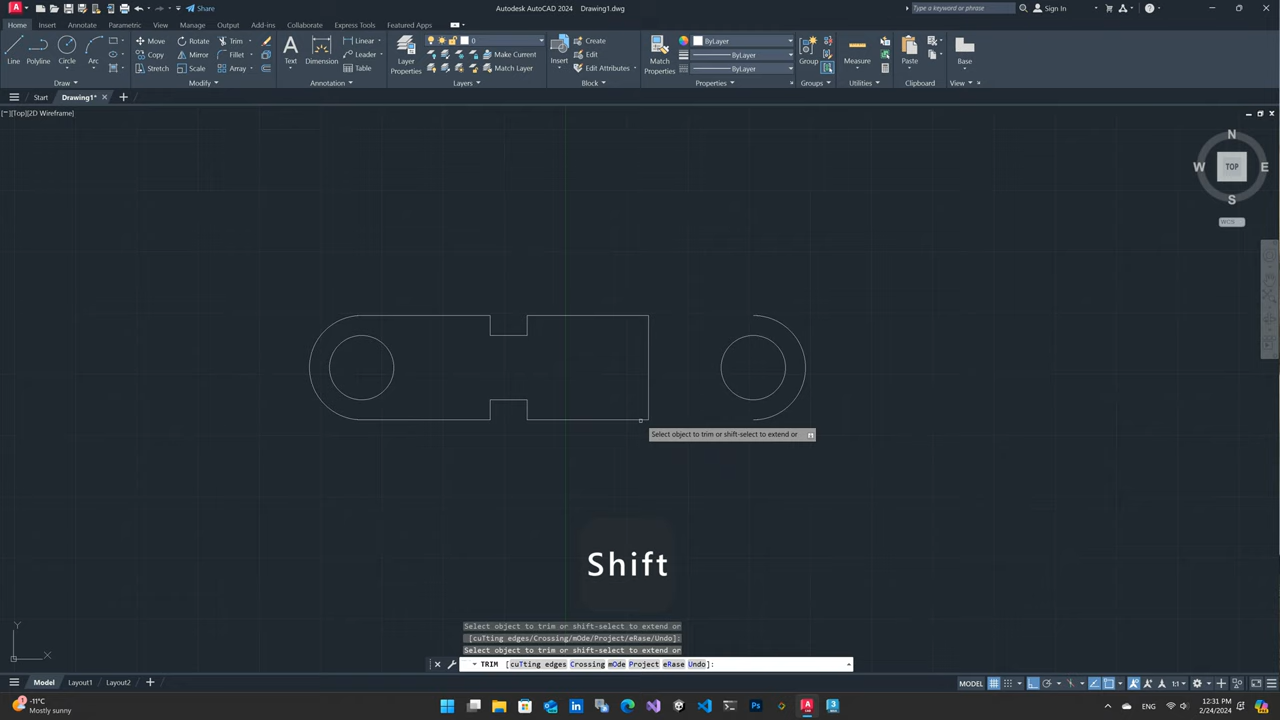 Share
Autodesk AutoCAD 2024 Drawing1.dwg
Type a keyword or phrase
Sign In
Home Insert Annotate Parametric View Manage Output Add-ins Collaborate Express Tools Featured Apps
Move Rotate Trim
Linear
0
Create
ByLayer
Line Polyline Circle Arc
Copy Mirror Fillet
Text Dimension
Leader
Layer Properties
Make Current
Insert
Edit
Match Properties
ByLayer
Group
Measure
Paste
Base
Stretch Scale Array
Table
Match Layer
Edit Attributes
ByLayer
Draw Modify Annotation Layers Block Properties Groups Utilities Clipboard View
Start Drawing1*
[−][Top][2D Wireframe]
N
W TOP E
S
WCS
Select object to trim or shift-select to extend or
Shift
Select object to trim or shift-select to extend or
[cuTting edges/Crossing/mOde/Project/eRase/Undo]:
Select object to trim or shift-select to extend or
TRIM [cuTting edges Crossing mOde Project eRase Undo]:
Y
X
Model Layout1 Layout2
MODEL
1:1
-11°C
Mostly sunny
12:31 PM
2/24/2024